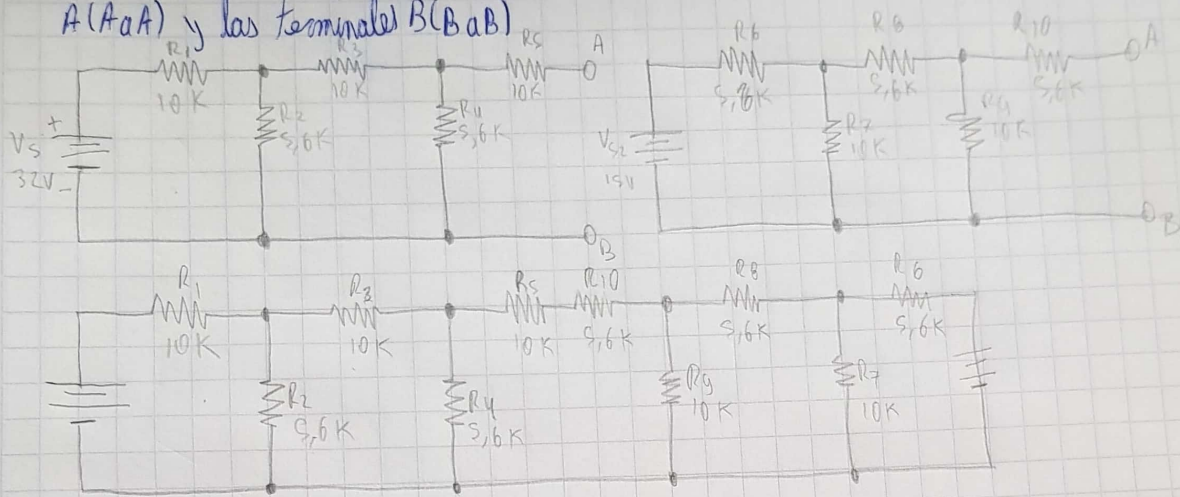 A(AaA) y las terminales B(BaB)
R1 R3 R5 A
10K 10K 10K
R2 5,6K
R4 5,6K
+
Vs
32V -
B
R6 R8 R10 A
5,6K 5,6K 5,6K
R7 10K
R9 10K
Vs2
15V
B
R1 R3 R5 R10 R8 R6
10K 10K 10K 5,6K 5,6K 5,6K
R2 5,6K
R4 5,6K
R9 10K
R7 10K